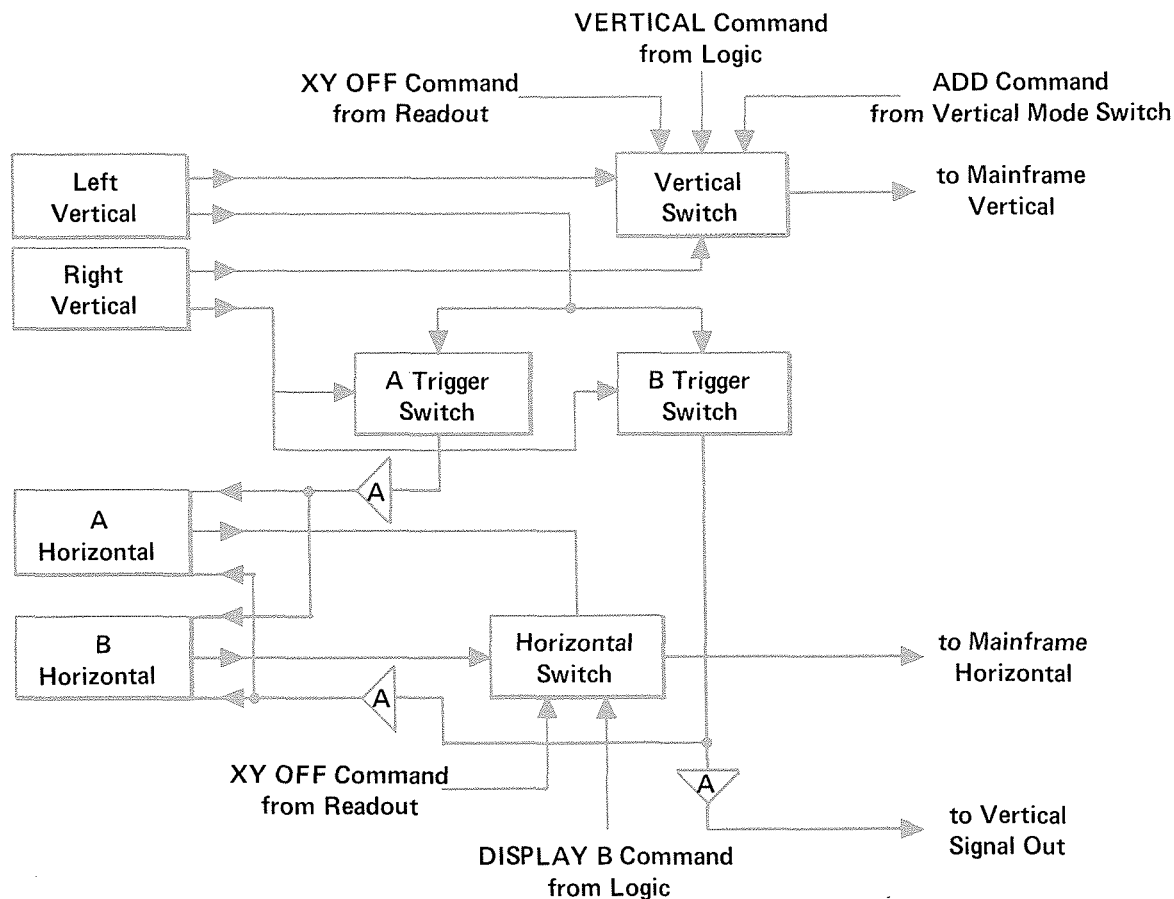 VERTICAL Command
from Logic
XY OFF Command
from Readout
ADD Command
from Vertical Mode Switch
Left
Vertical
Vertical
Switch
to Mainframe
Vertical
Right
Vertical
A Trigger
Switch
B Trigger
Switch
A
A
Horizontal
B
Horizontal
Horizontal
Switch
to Mainframe
Horizontal
A
XY OFF Command
from Readout
A
to Vertical
Signal Out
DISPLAY B Command
from Logic